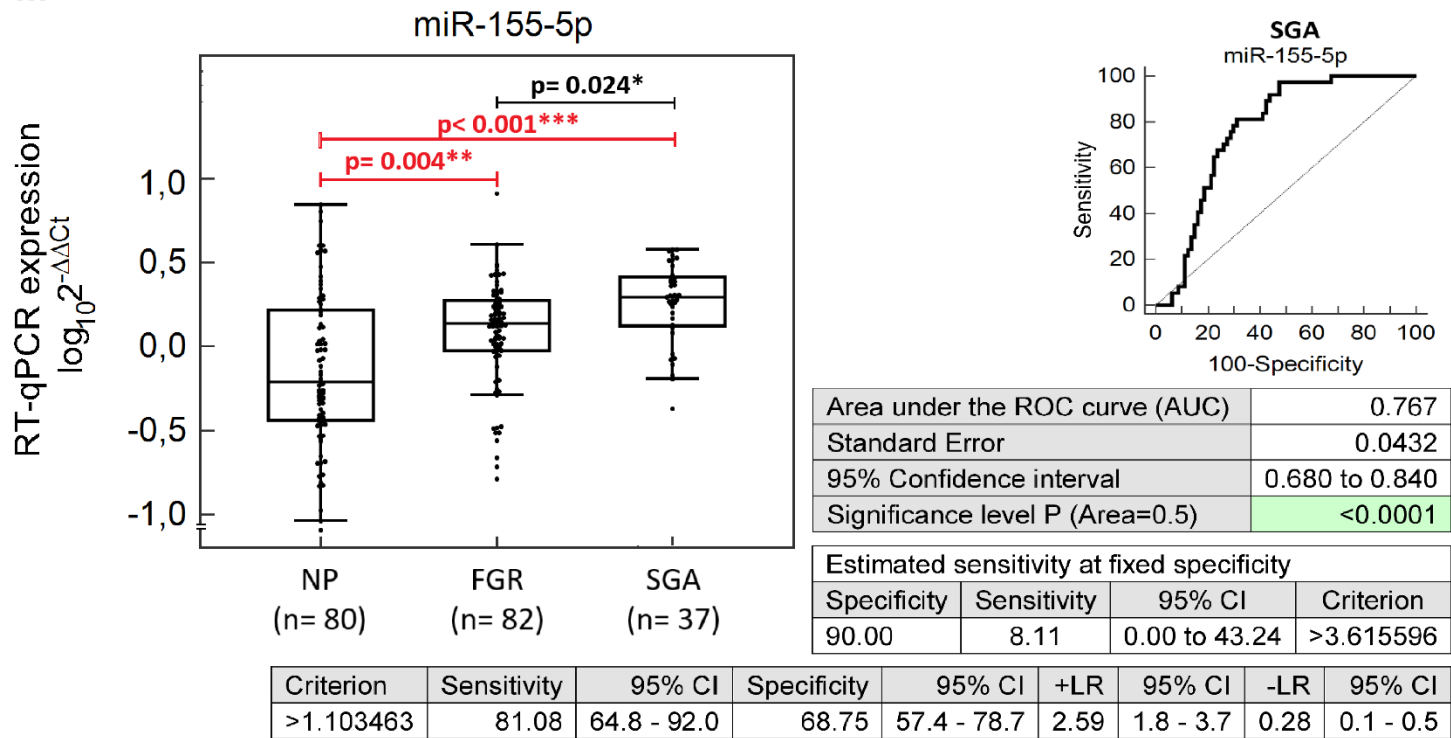 miR-155-5p
RT-qPCR expression
log₁₀2⁻ΔΔCt
p= 0.024*
p< 0.001***
p= 0.004**
1,0
0,5
0,0
-0,5
-1,0
NP
(n= 80)
FGR
(n= 82)
SGA
(n= 37)
SGA
miR-155-5p
Sensitivity
100
80
60
40
20
0
0 20 40 60 80 100
100-Specificity
Area under the ROC curve (AUC) 0.767
Standard Error 0.0432
95% Confidence interval 0.680 to 0.840
Significance level P (Area=0.5) <0.0001
Estimated sensitivity at fixed specificity
Specificity Sensitivity 95% CI Criterion
90.00 8.11 0.00 to 43.24 >3.615596
Criterion Sensitivity 95% CI Specificity 95% CI +LR 95% CI -LR 95% CI
>1.103463 81.08 64.8 - 92.0 68.75 57.4 - 78.7 2.59 1.8 - 3.7 0.28 0.1 - 0.5